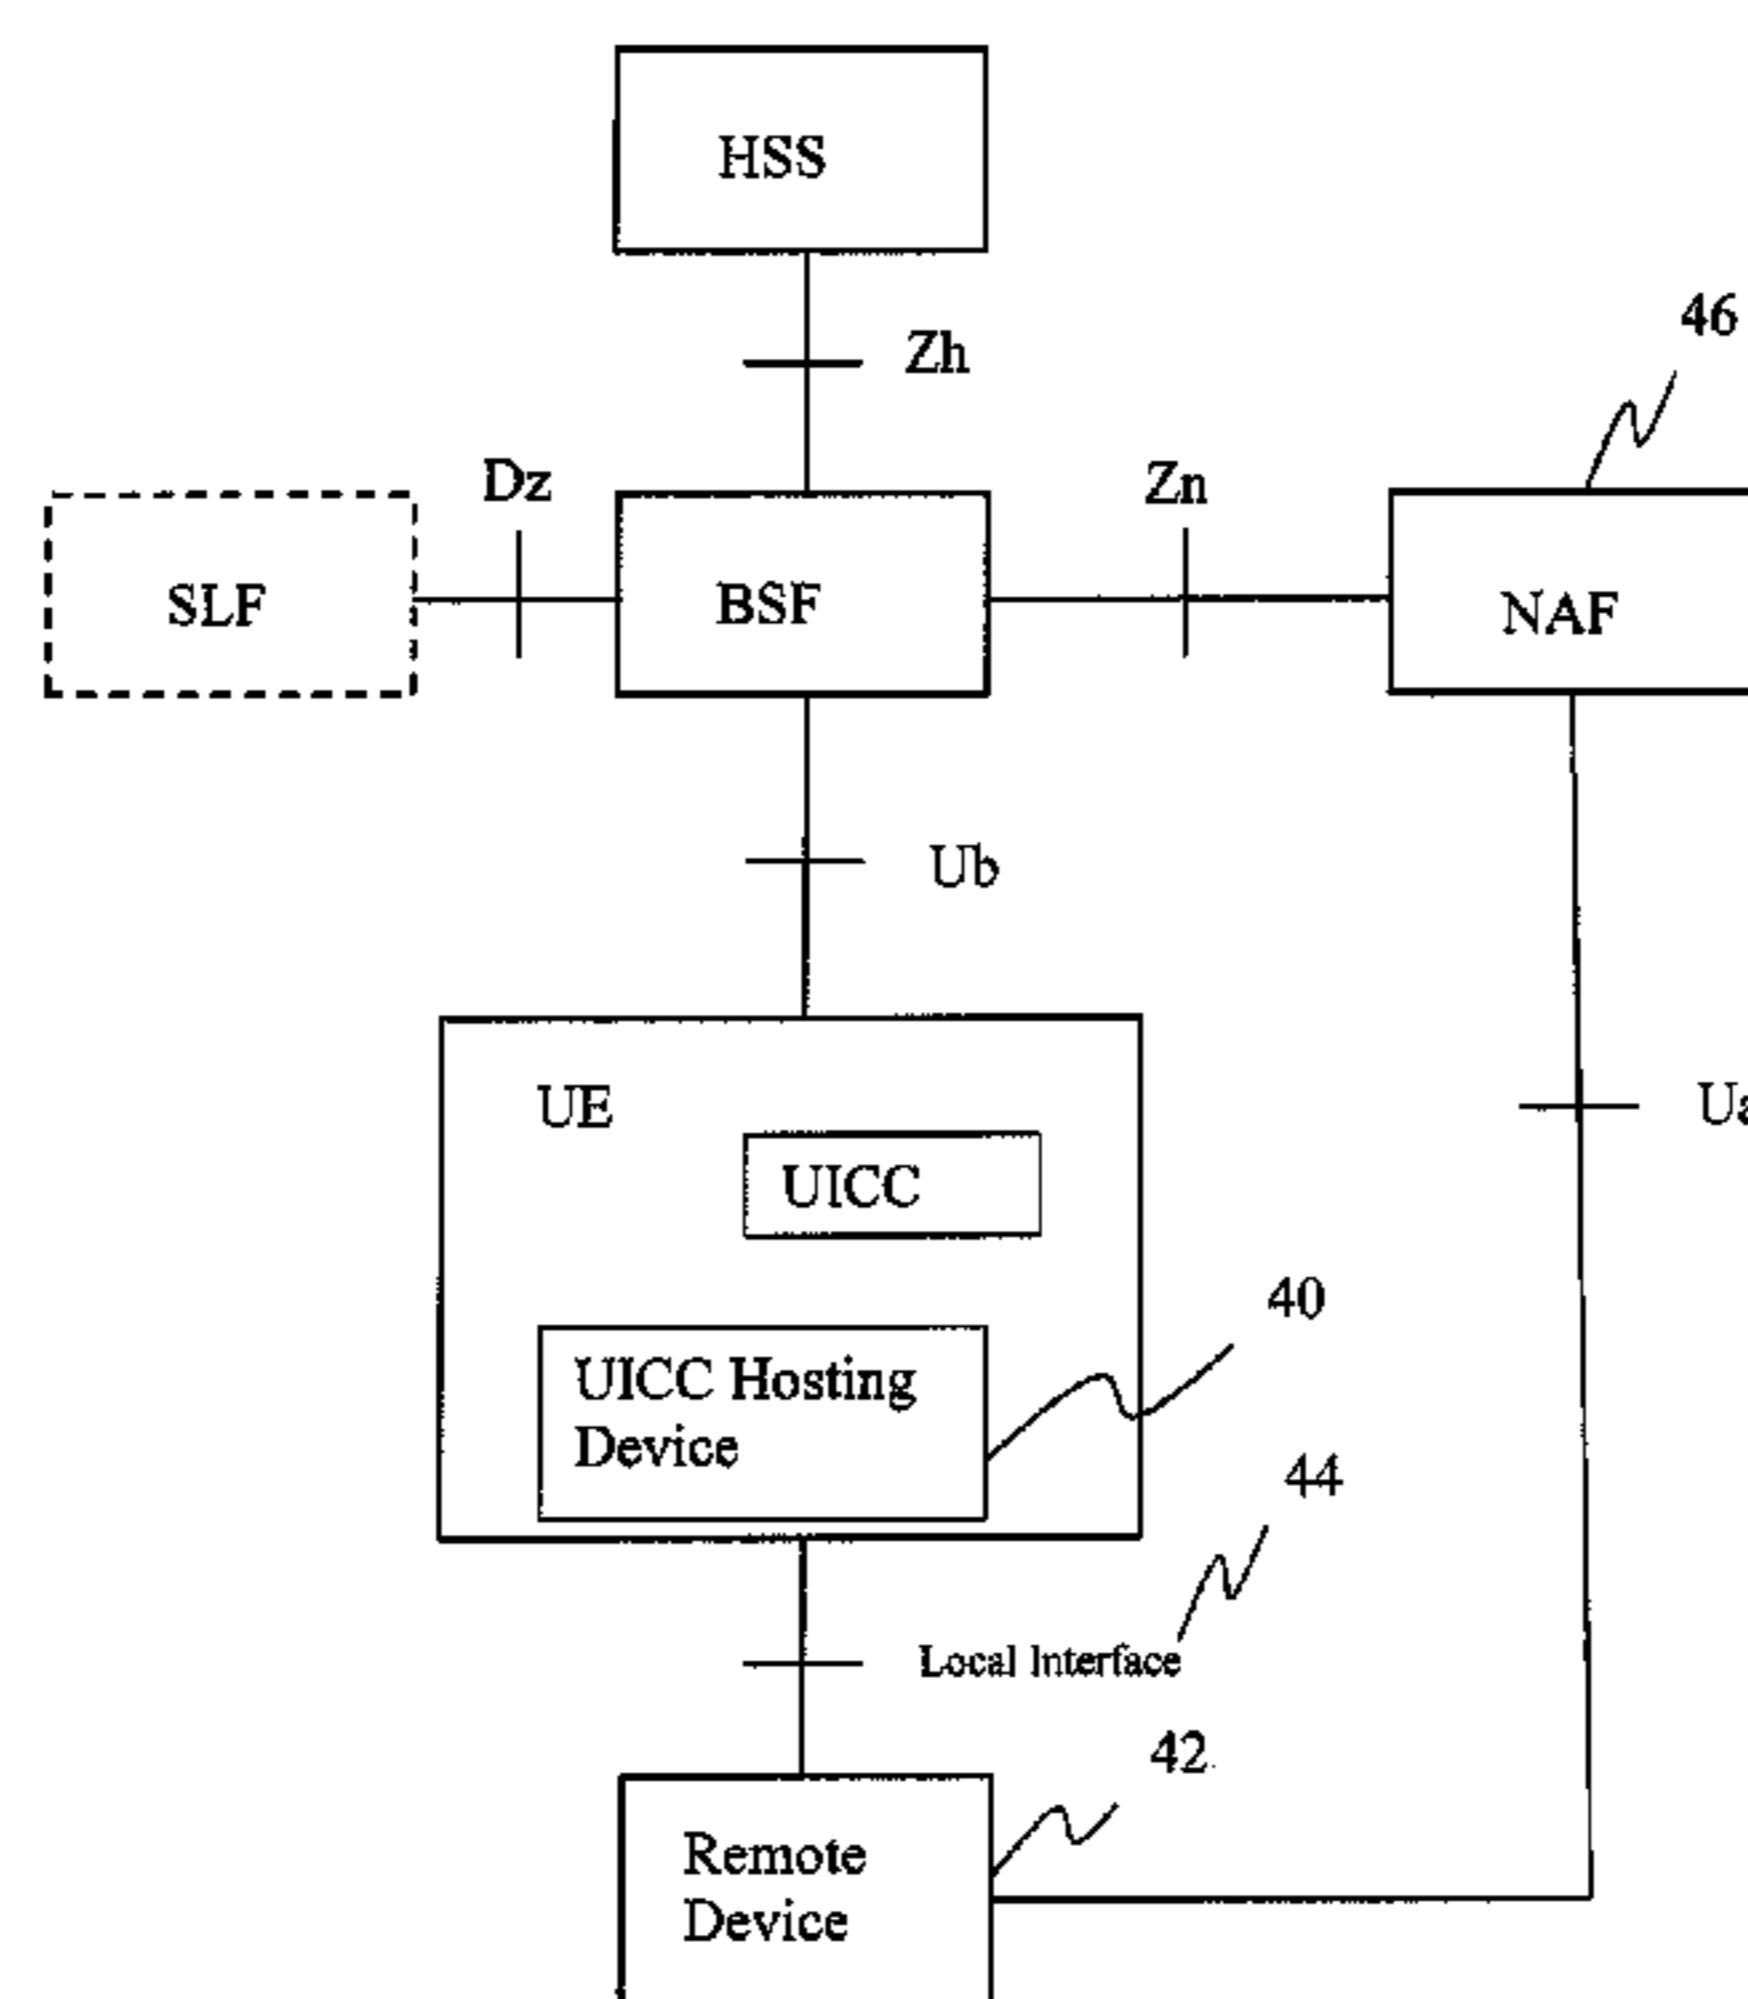 HSS
46
Zh
Dz
Zn
SLF
BSF
NAF
Ub
UE
Ua
UICC
40
UICC Hosting
Device
44
Local Interface
42
Remote
Device